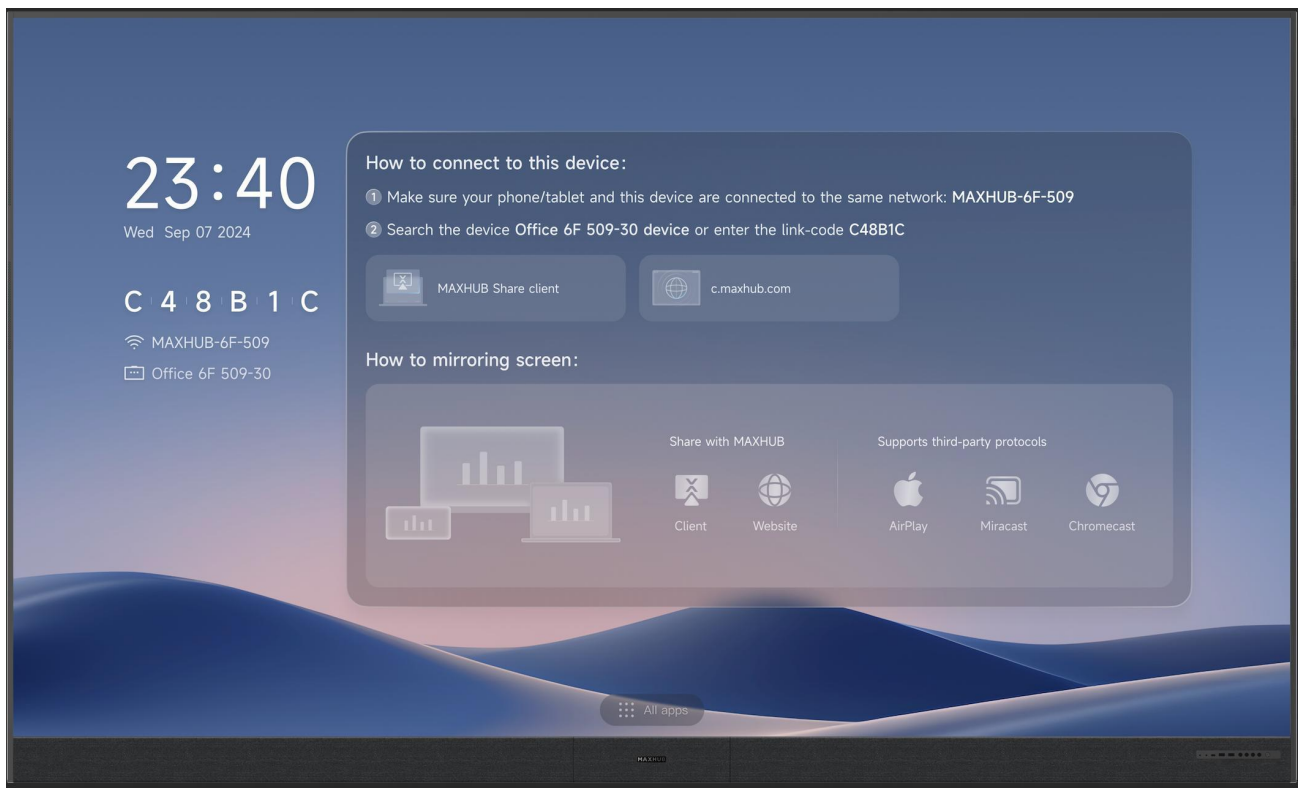 23:40
Wed Sep 07 2024
C 4 8 B 1 C
MAXHUB-6F-509
Office 6F 509-30
How to connect to this device:
1 Make sure your phone/tablet and this device are connected to the same network: MAXHUB-6F-509
2 Search the device Office 6F 509-30 device or enter the link-code C48B1C
MAXHUB Share client
c.maxhub.com
How to mirroring screen:
Share with MAXHUB
Client
Website
Supports third-party protocols
AirPlay
Miracast
Chromecast
All apps
MAXHUB